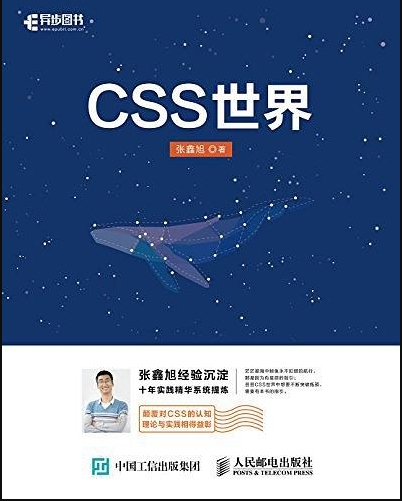 异步图书
www.epubit.com.cn
CSS世界
张鑫旭 ◎著
张鑫旭经验沉淀
十年实践精华系统提炼
颠覆对CSS的认知
理论与实践相得益彰
中国工信出版集团
人民邮电出版社
POSTS & TELECOM PRESS